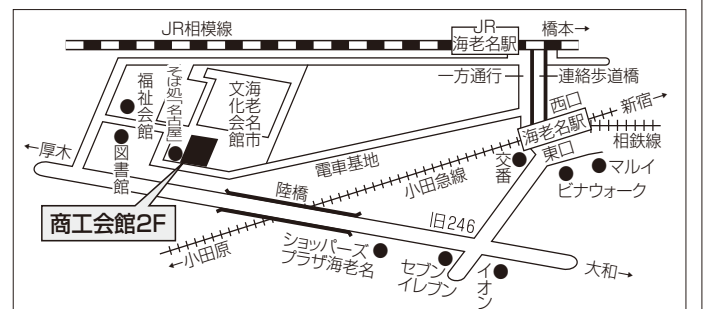 JR相模線
JR
海老名駅
橋本→
一方通行
連絡歩道橋
西口
新宿→
海老名駅
相鉄線
東口
交番
マルイ
ビナウォーク
福祉会館
そば処「名古屋」
海老名市
文化会館
図書館
←厚木
電車基地
小田急線
陸橋
商工会館2F
旧246
←小田原
ショッパーズ
プラザ海老名
セブン
イレブン
イオン
大和→